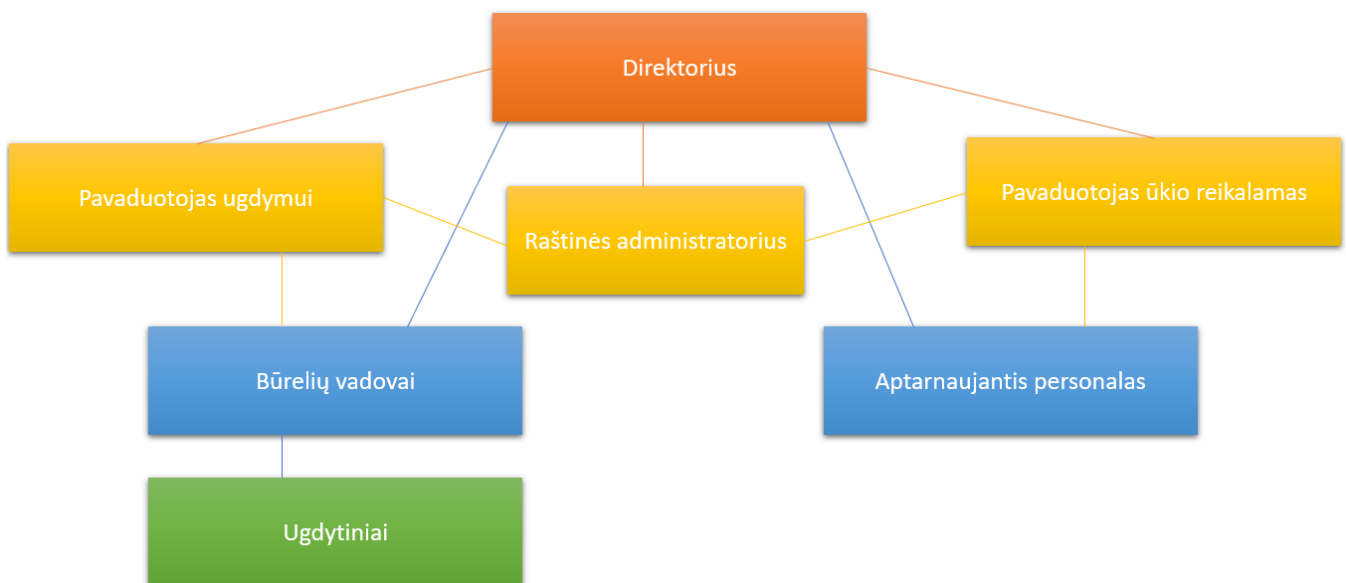 Direktorius
Pavaduotojas ugdymui
Raštinės administratorius
Pavaduotojas ūkio reikalamas
Būrelių vadovai
Aptarnaujantis personalas
Ugdytiniai